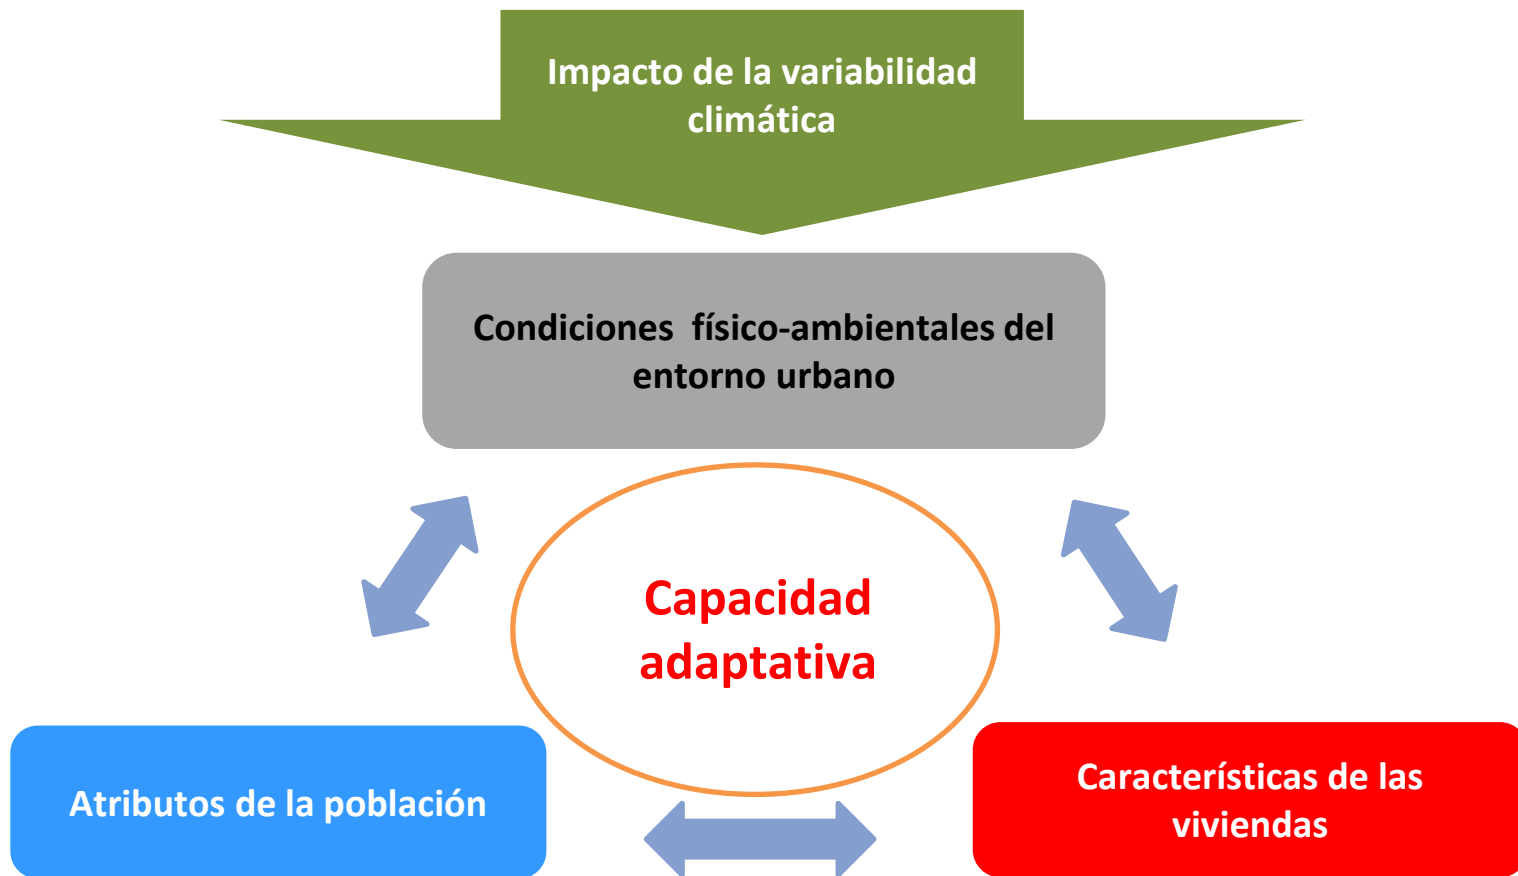 Impacto de la variabilidad
climática
Condiciones  físico-ambientales del
entorno urbano
Capacidad
adaptativa
Atributos de la población
Características de las
viviendas